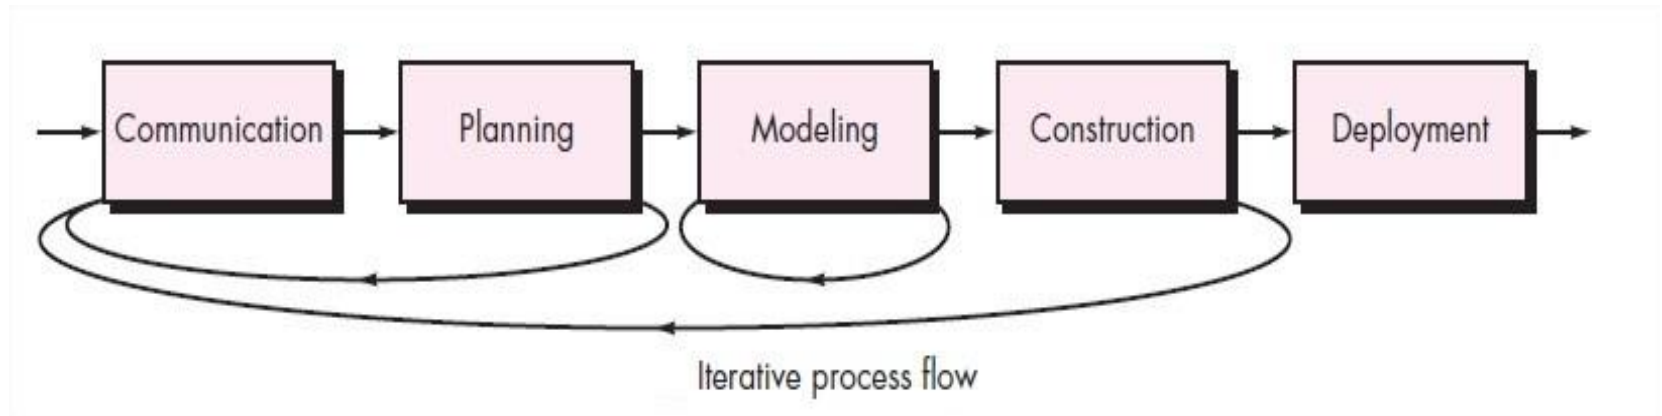 Communication
Planning
Modeling
Construction
Deployment
Iterative process flow